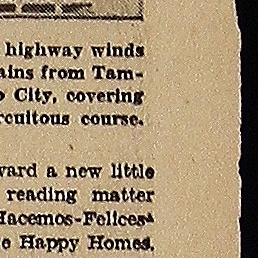 highway winds
ains from Tam-
City, covering
rcuitous course.
ward a new little
reading matter
Hacemos-Felices
e Happy Homes.